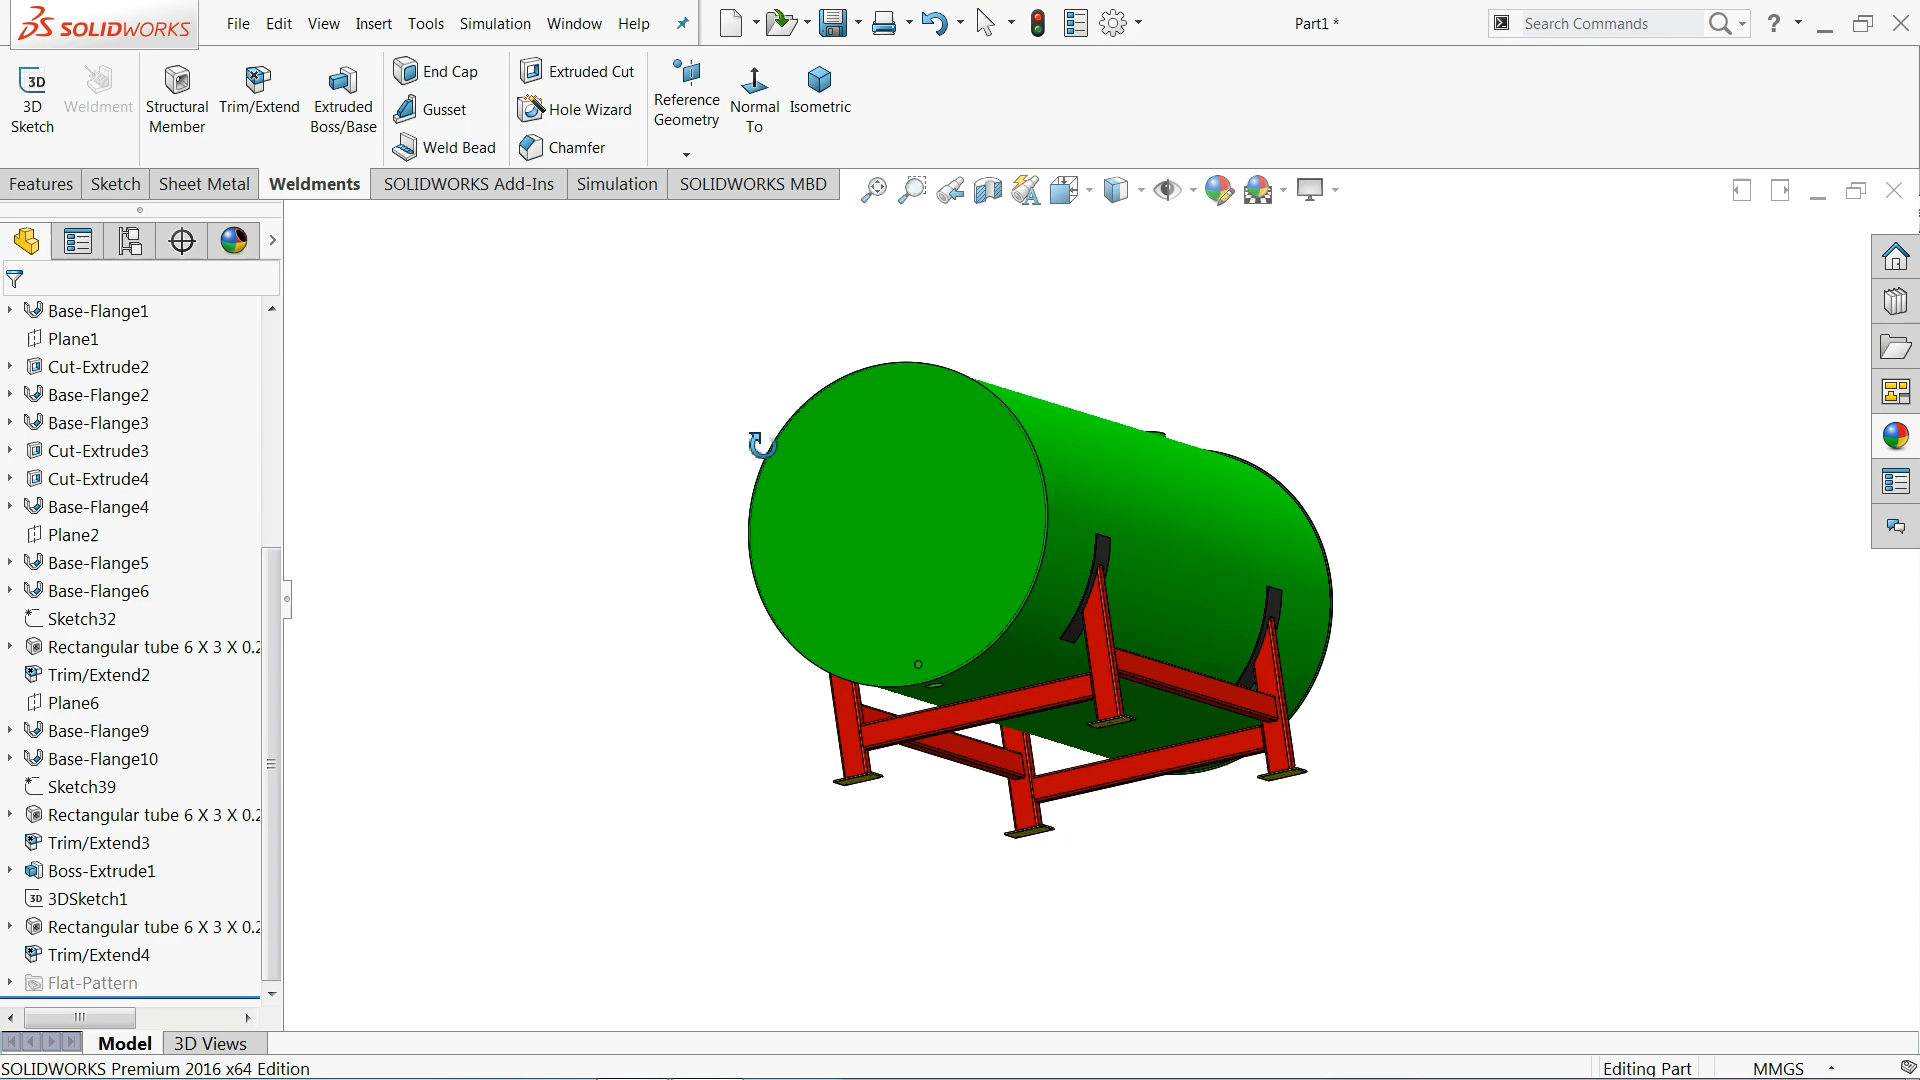 SOLIDWORKS
File Edit View Insert Tools Simulation Window Help
Part1 *
Search Commands
?
3D
3D
Sketch
Weldment
Structural
Member
Trim/Extend
Extruded
Boss/Base
End Cap
Gusset
Weld Bead
Extruded Cut
Hole Wizard
Chamfer
Reference
Geometry
Normal
To
Isometric
Features Sketch Sheet Metal Weldments SOLIDWORKS Add-Ins Simulation SOLIDWORKS MBD
Base-Flange1
Plane1
Cut-Extrude2
Base-Flange2
Base-Flange3
Cut-Extrude3
Cut-Extrude4
Base-Flange4
Plane2
Base-Flange5
Base-Flange6
Sketch32
Rectangular tube 6 X 3 X 0.2
Trim/Extend2
Plane6
Base-Flange9
Base-Flange10
Sketch39
Rectangular tube 6 X 3 X 0.2
Trim/Extend3
Boss-Extrude1
3D 3DSketch1
Rectangular tube 6 X 3 X 0.2
Trim/Extend4
Flat-Pattern
Model 3D Views
SOLIDWORKS Premium 2016 x64 Edition
Editing Part MMGS